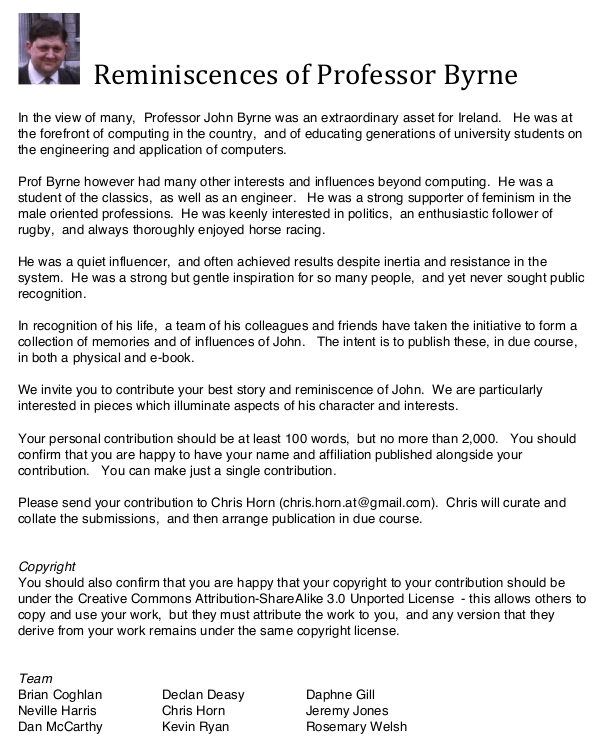 Reminiscences of Professor Byrne
In the view of many,  Professor John Byrne was an extraordinary asset for Ireland.   He was at
the forefront of computing in the country,  and of educating generations of university students on
the engineering and application of computers.
Prof Byrne however had many other interests and influences beyond computing.  He was a
student of the classics,  as well as an engineer.   He was a strong supporter of feminism in the
male oriented professions.  He was keenly interested in politics,  an enthusiastic follower of
rugby,  and always thoroughly enjoyed horse racing.
He was a quiet influencer,  and often achieved results despite inertia and resistance in the
system.  He was a strong but gentle inspiration for so many people,  and yet never sought public
recognition.
In recognition of his life,  a team of his colleagues and friends have taken the initiative to form a
collection of memories and of influences of John.   The intent is to publish these, in due course,
in both a physical and e-book.
We invite you to contribute your best story and reminiscence of John.  We are particularly
interested in pieces which illuminate aspects of his character and interests.
Your personal contribution should be at least 100 words,  but no more than 2,000.   You should
confirm that you are happy to have your name and affiliation published alongside your
contribution.   You can make just a single contribution.
Please send your contribution to Chris Horn (chris.horn.at@gmail.com).  Chris will curate and
collate the submissions,  and then arrange publication in due course.
Copyright
You should also confirm that you are happy that your copyright to your contribution should be
under the Creative Commons Attribution-ShareAlike 3.0 Unported License  - this allows others to
copy and use your work,  but they must attribute the work to you,  and any version that they
derive from your work remains under the same copyright license.
Team
Brian Coghlan Declan Deasy Daphne Gill
Neville Harris Chris Horn Jeremy Jones
Dan McCarthy Kevin Ryan Rosemary Welsh